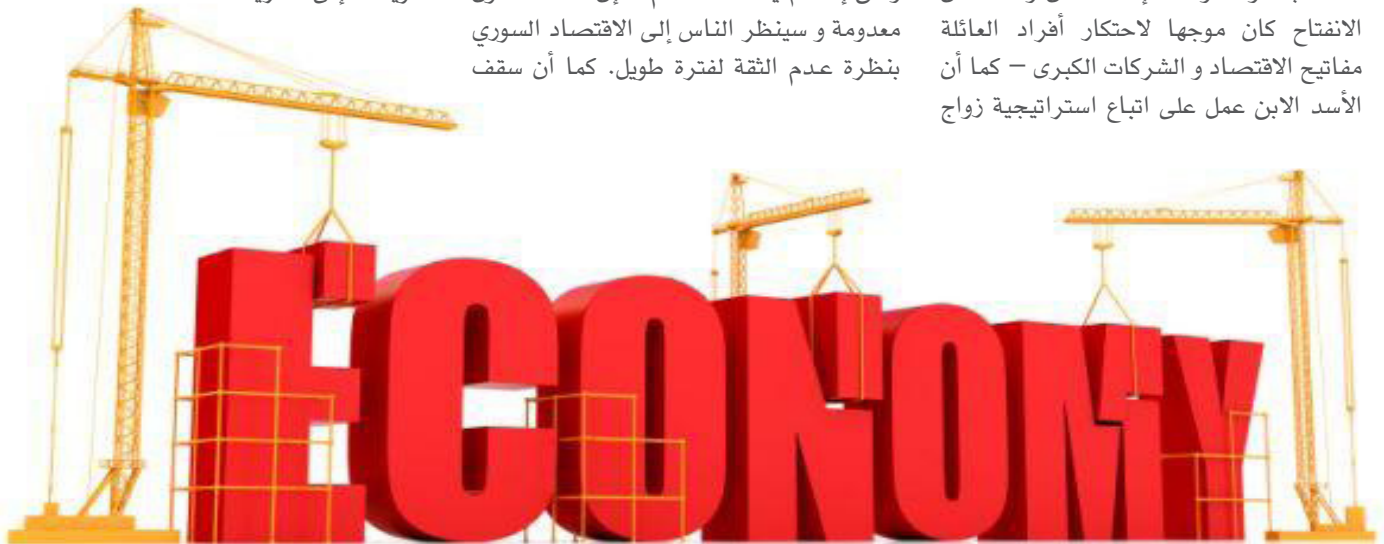 الانفتاح كان موجها لاحتكار أفراد العائلة
مفاتيح الاقتصاد و الشركات الكبرى – كما أن
الأسد الابن عمل على اتباع استراتيجية زواج
معدومة و سينظر الناس إلى الاقتصاد السوري
بنظرة عدم الثقة لفترة طويل. كما أن سقف
ECONOMY